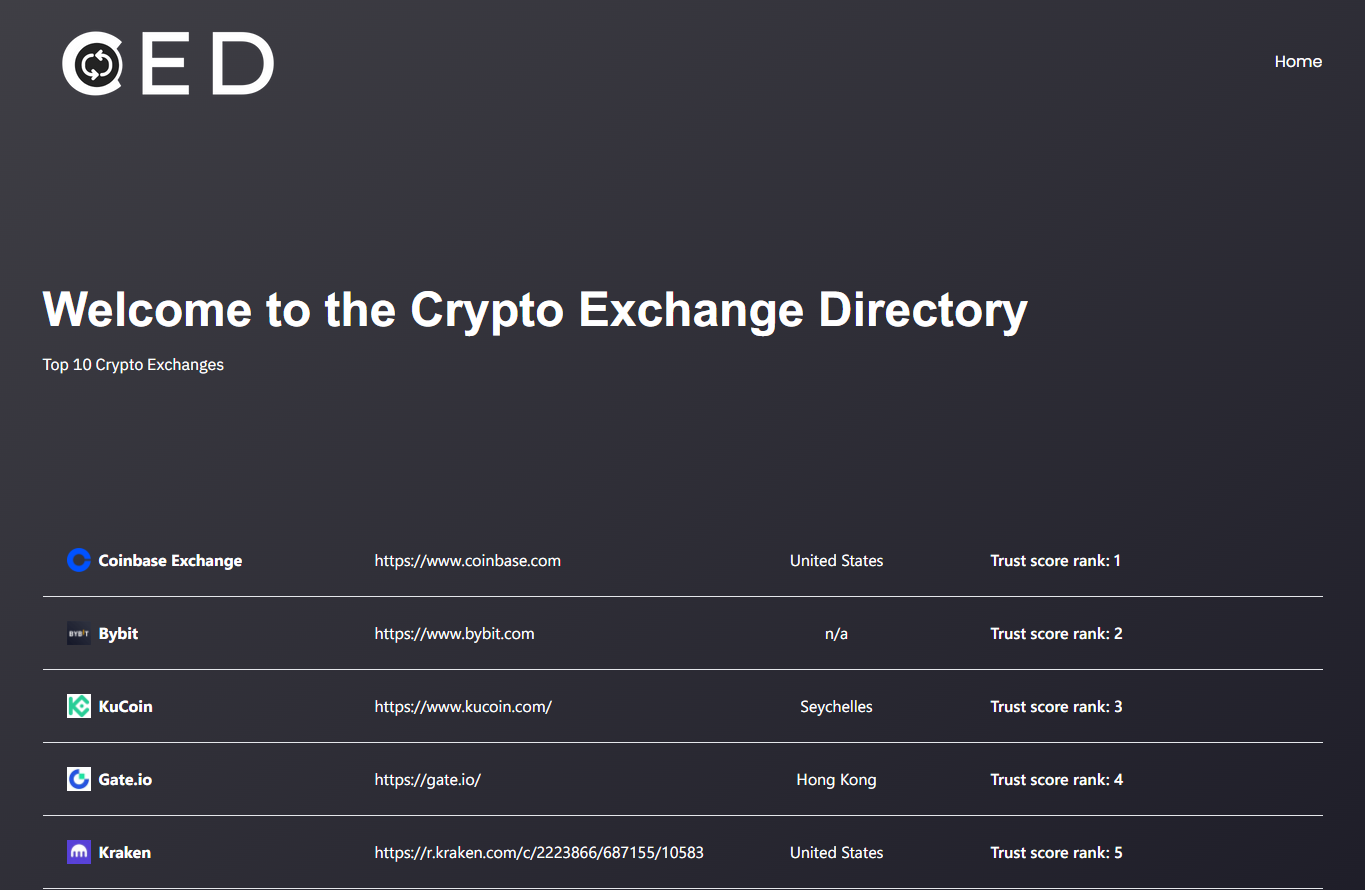 CED
Home
Welcome to the Crypto Exchange Directory
Top 10 Crypto Exchanges
Coinbase Exchange https://www.coinbase.com United States Trust score rank: 1
BYBIT Bybit https://www.bybit.com n/a Trust score rank: 2
KuCoin https://www.kucoin.com/ Seychelles Trust score rank: 3
Gate.io https://gate.io/ Hong Kong Trust score rank: 4
Kraken https://r.kraken.com/c/2223866/687155/10583 United States Trust score rank: 5